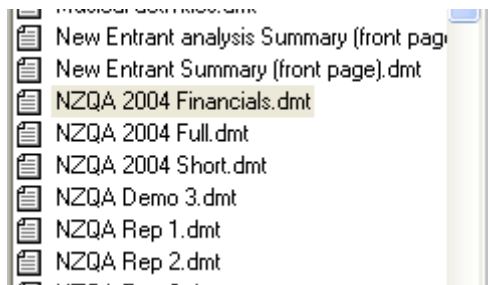 New Entrant analysis Summary (front page
New Entrant Summary (front page).dmt
NZQA 2004 Financials.dmt
NZQA 2004 Full.dmt
NZQA 2004 Short.dmt
NZQA Demo 3.dmt
NZQA Rep 1.dmt
NZQA Rep 2.dmt